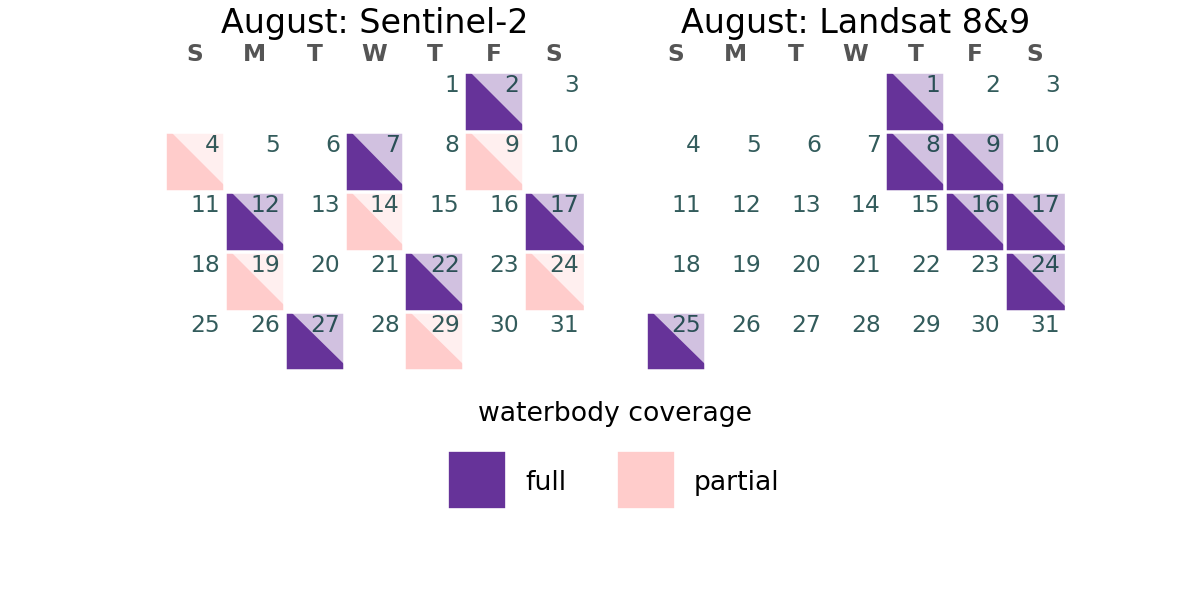 August: Sentinel-2
S M T W T F S
1 2 3
4 5 6 7 8 9 10
11 12 13 14 15 16 17
18 19 20 21 22 23 24
25 26 27 28 29 30 31
August: Landsat 8&9
S M T W T F S
1 2 3
4 5 6 7 8 9 10
11 12 13 14 15 16 17
18 19 20 21 22 23 24
25 26 27 28 29 30 31
waterbody coverage
full partial